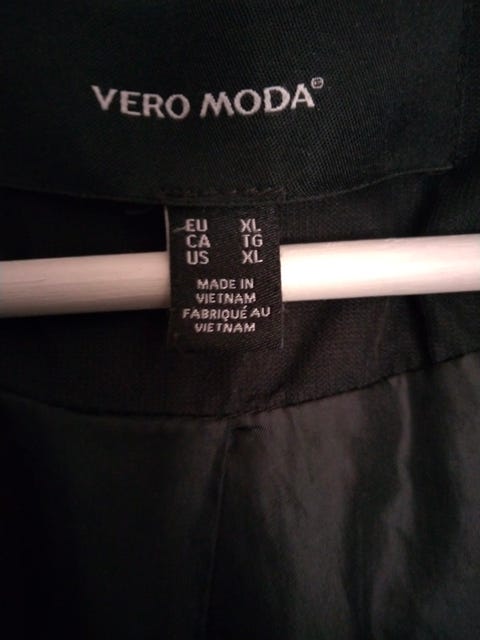 VERO MODA®
EU XL
CA TG
US XL
MADE IN
VIETNAM
FABRIQUÉ AU
VIETNAM